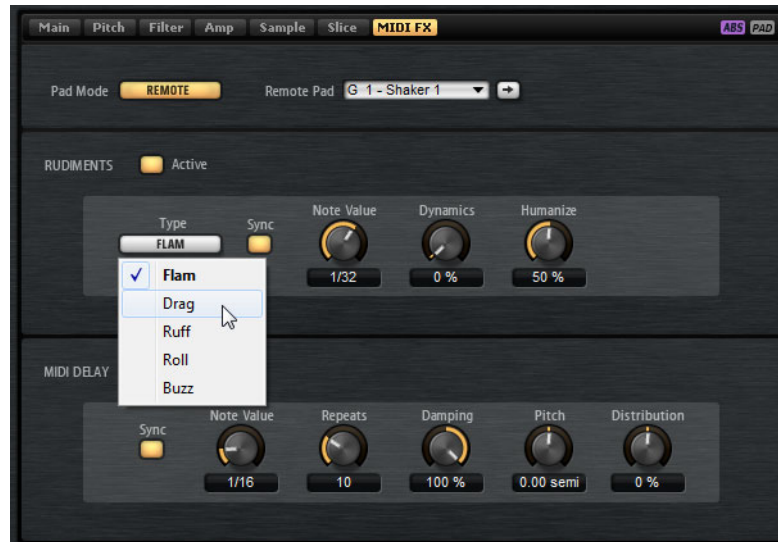 Main Pitch Filter Amp Sample Slice MIDI FX ABS PAD
Pad Mode REMOTE Remote Pad G 1 - Shaker 1
RUDIMENTS Active
Type Sync Note Value Dynamics Humanize
FLAM
1/32 0 % 50 %
Flam
Drag
Ruff
Roll
Buzz
MIDI DELAY
Sync Note Value Repeats Damping Pitch Distribution
1/16 10 100 % 0.00 semi 0 %